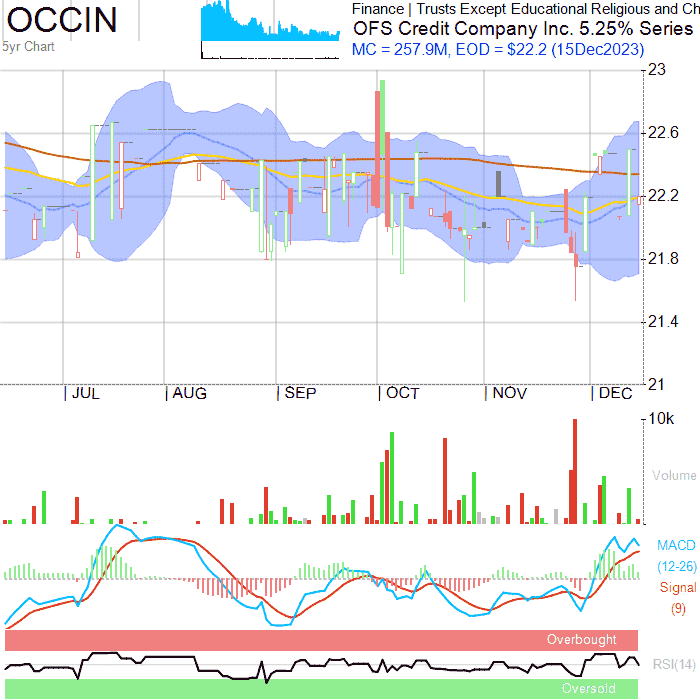 OCCIN
5yr Chart
Finance | Trusts Except Educational Religious and Ch
OFS Credit Company Inc. 5.25% Series
MC = 257.9M, EOD = $22.2 (15Dec2023)
23
22.6
22.2
21.8
21.4
21
JUL AUG SEP OCT NOV DEC
10k
Volume
MACD
(12-26)
Signal
(9)
Overbought
RSI(14)
Oversold